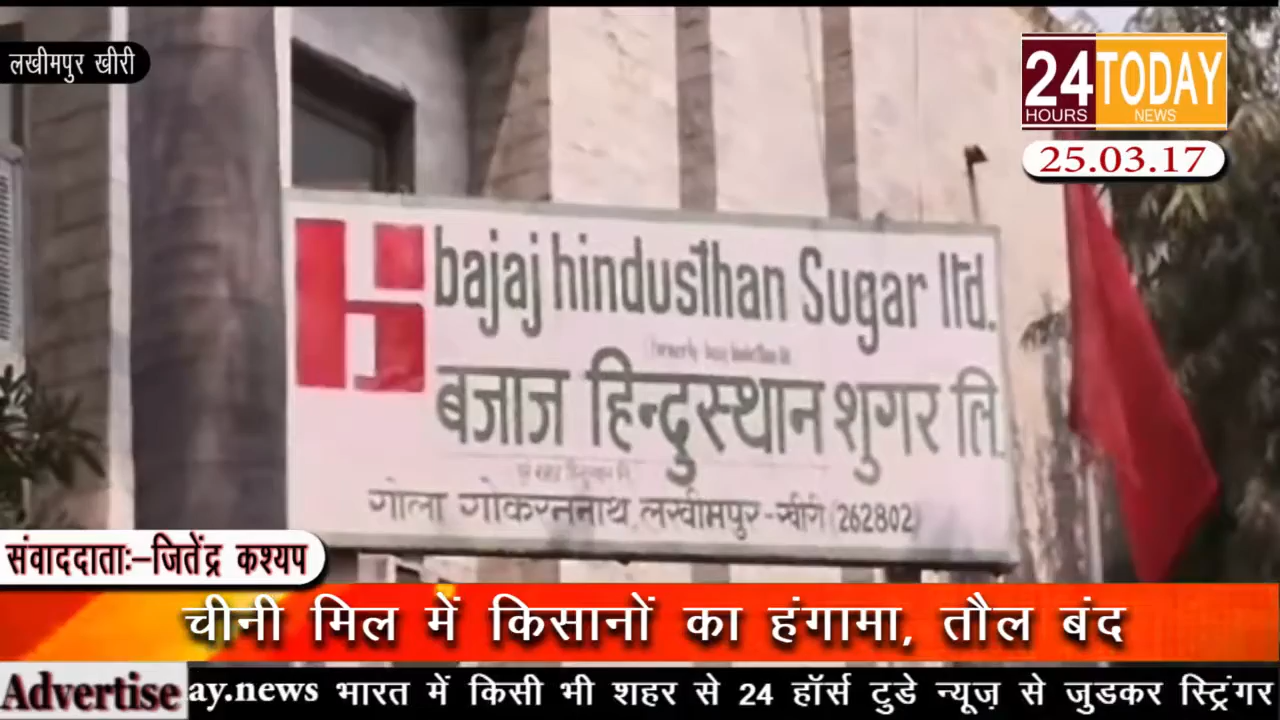 लखीमपुर खीरी
24 TODAY
HOURS NEWS
25.03.17
bajaj hindusthan Sugar ltd.
बजाज हिन्दुस्थान शुगर लि.
गोला गोकरननाथ, लखीमपुर-खीरी (262802)
संवाददाताः-जितेंद्र कश्यप
चीनी मिल में किसानों का हंगामा, तौल बंद
Advertise ay.news भारत में किसी भी शहर से 24 हॉर्स टुडे न्यूज़ से जुडकर स्ट्रिंगर